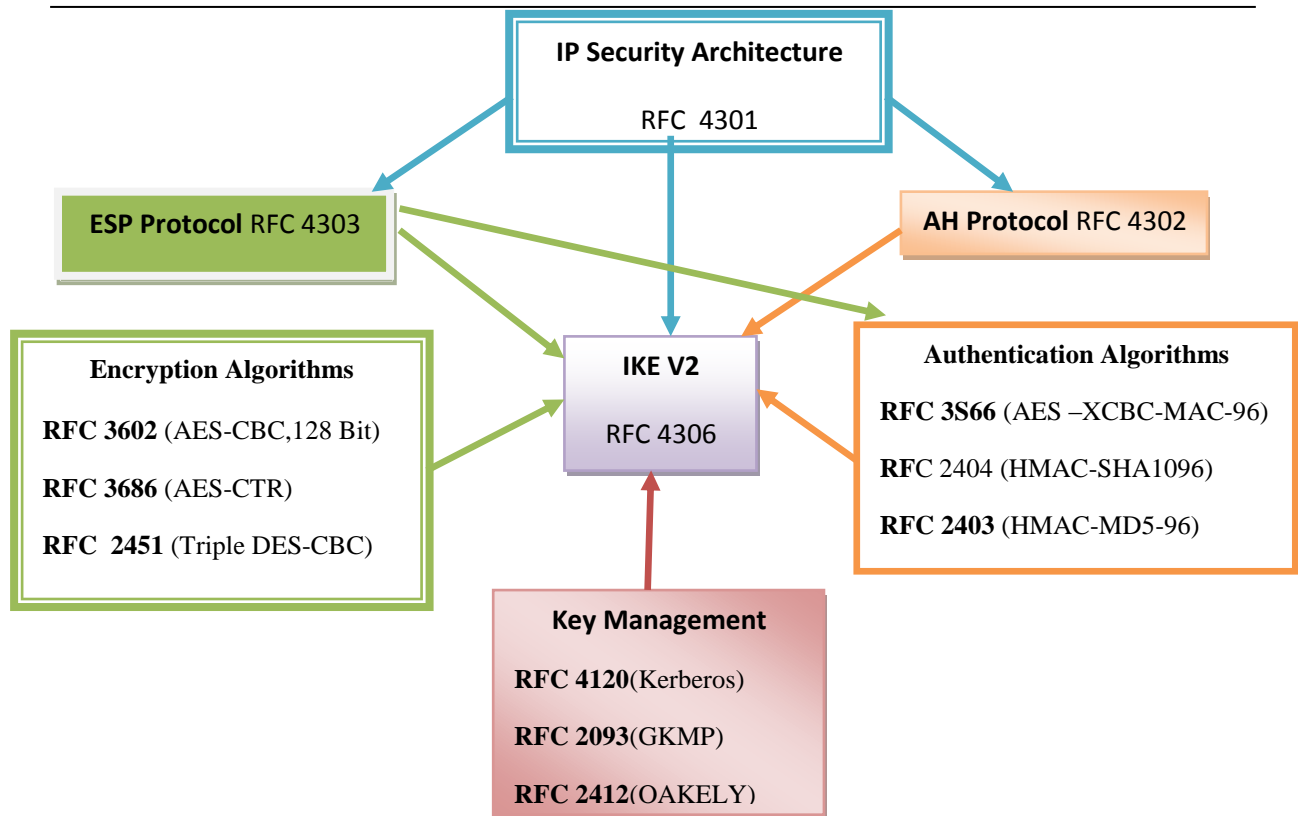 IP Security Architecture
RFC 4301
ESP Protocol RFC 4303
AH Protocol RFC 4302
Encryption Algorithms
RFC 3602 (AES-CBC,128 Bit)
RFC 3686 (AES-CTR)
RFC 2451 (Triple DES-CBC)
IKE V2
RFC 4306
Authentication Algorithms
RFC 3S66 (AES –XCBC-MAC-96)
RFC 2404 (HMAC-SHA1096)
RFC 2403 (HMAC-MD5-96)
Key Management
RFC 4120(Kerberos)
RFC 2093(GKMP)
RFC 2412(OAKELY)